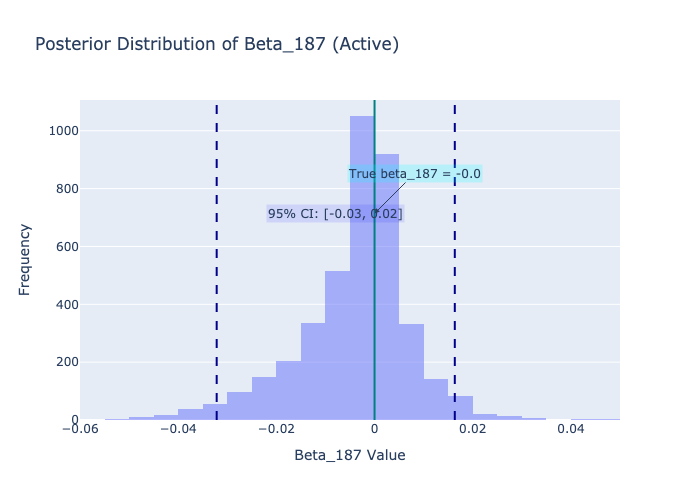 Posterior Distribution of Beta_187 (Active)
1000
True beta_187 = -0.0
800
95% CI: [-0.03, 0.02]
600
400
200
0
−0.06
−0.04
−0.02
0
0.02
0.04
Frequency
Beta_187 Value